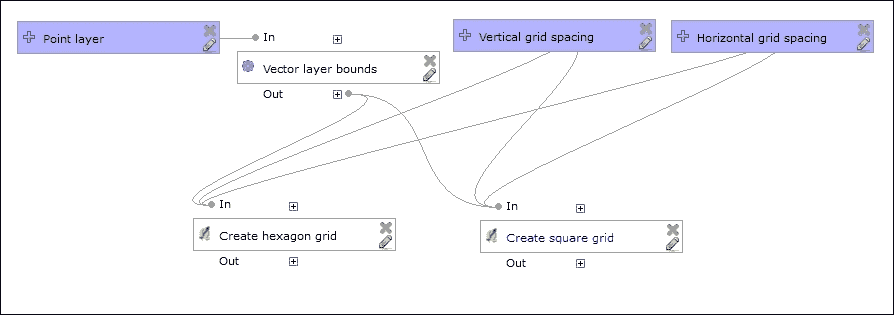 Point layer
In
Vertical grid spacing
Horizontal grid spacing
Vector layer bounds
Out
In
Create hexagon grid
Out
In
Create square grid
Out